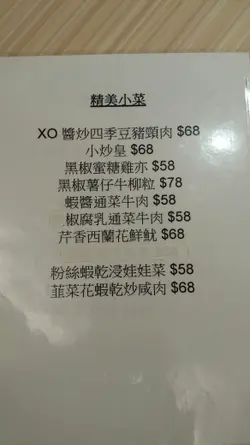 精美小菜
XO 醬炒四季豆豬頸肉 $68
小炒皇 $68
黑椒蜜糖雞亦 $58
黑椒薯仔牛柳粒 $78
蝦醬通菜牛肉 $58
椒腐乳通菜牛肉 $58
芹香西蘭花鮮魷 $68
粉絲蝦乾浸娃娃菜 $58
韮菜花蝦乾炒咸肉 $68